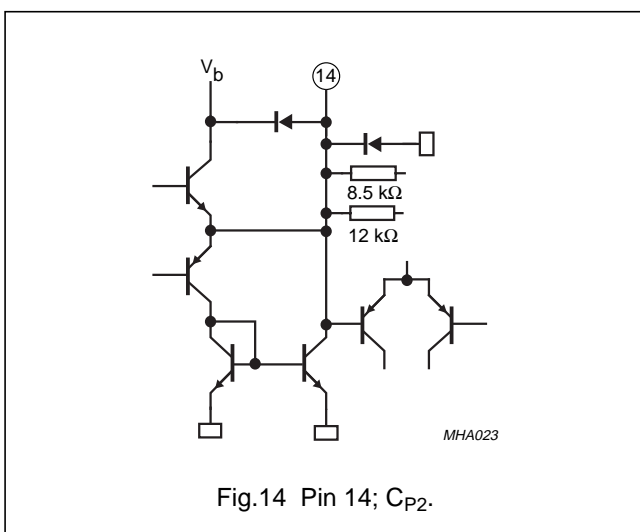 V_b
14
8.5 kΩ
12 kΩ
MHA023
Fig.14 Pin 14; C_P2.